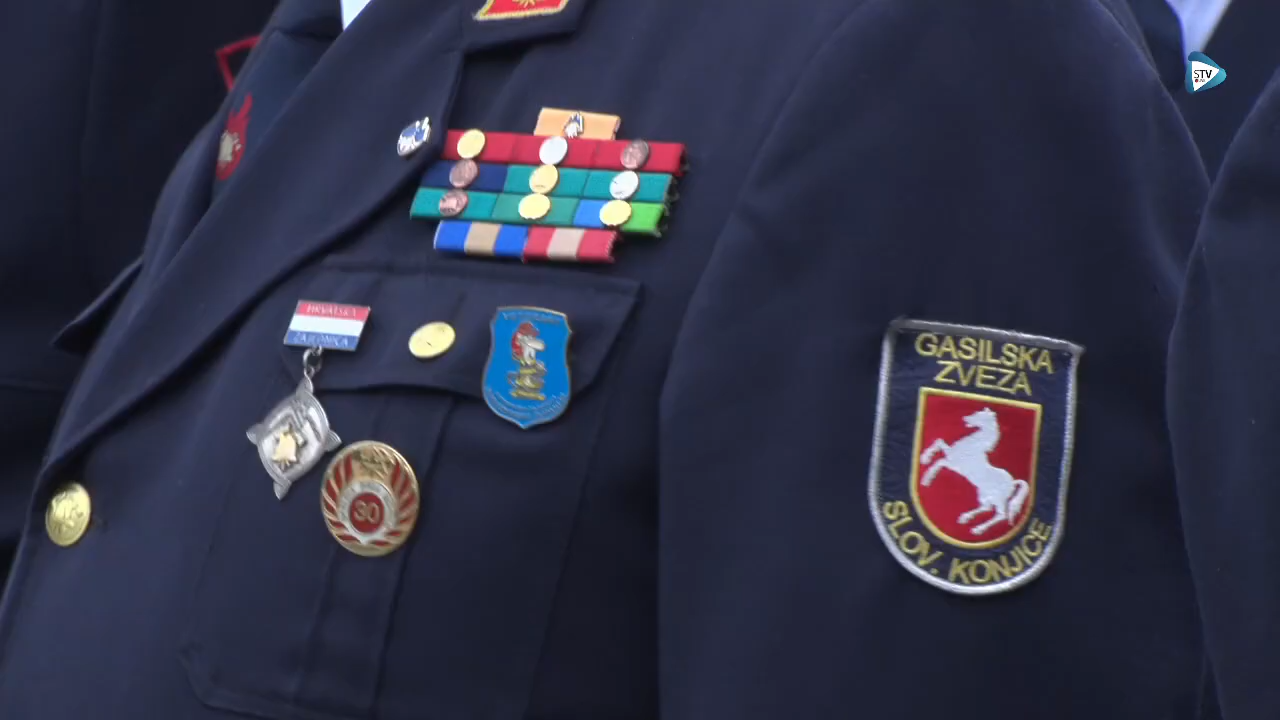 STV
HRVATSKA
ZAJEDNICA
30
GASILSKA
ZVEZA
SLOV. KONJICE